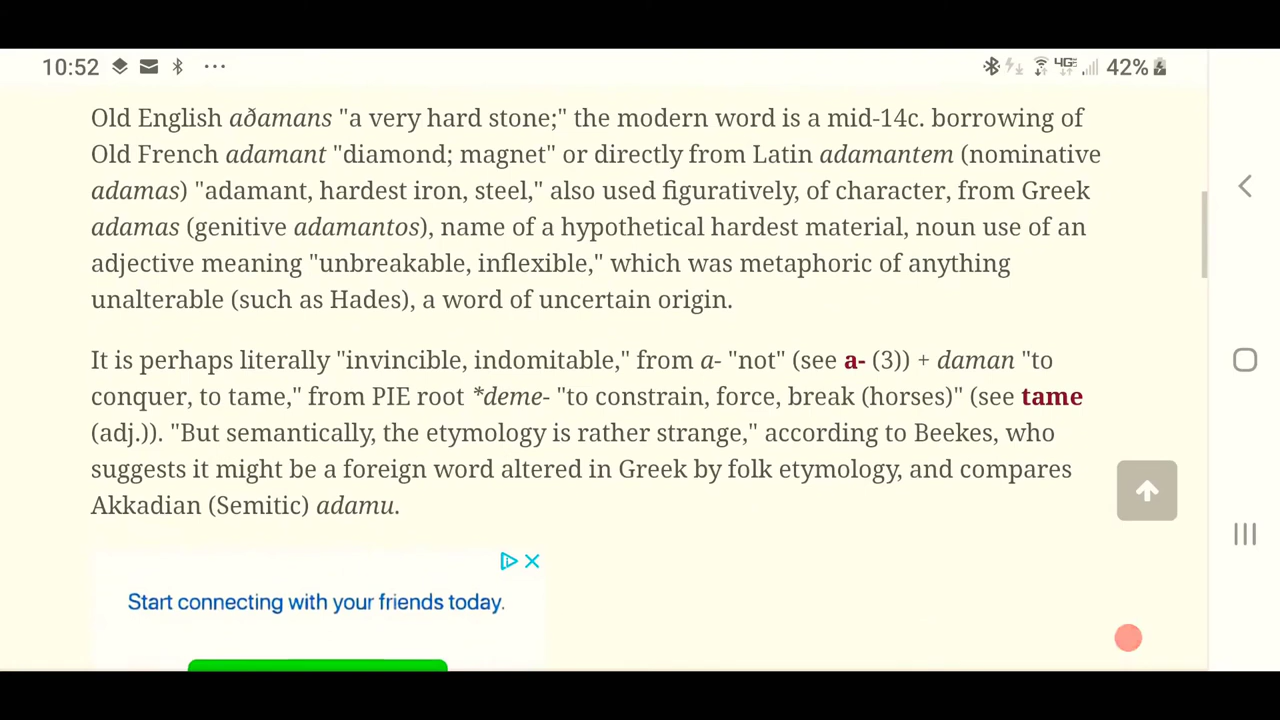 10:52 ... 4GE 42%
Old English aðamans "a very hard stone;" the modern word is a mid-14c. borrowing of
Old French adamant "diamond; magnet" or directly from Latin adamantem (nominative
adamas) "adamant, hardest iron, steel," also used figuratively, of character, from Greek
adamas (genitive adamantos), name of a hypothetical hardest material, noun use of an
adjective meaning "unbreakable, inflexible," which was metaphoric of anything
unalterable (such as Hades), a word of uncertain origin.
It is perhaps literally "invincible, indomitable," from a- "not" (see a- (3)) + daman "to
conquer, to tame," from PIE root *deme- "to constrain, force, break (horses)" (see tame
(adj.)). "But semantically, the etymology is rather strange," according to Beekes, who
suggests it might be a foreign word altered in Greek by folk etymology, and compares
Akkadian (Semitic) adamu.
Start connecting with your friends today.